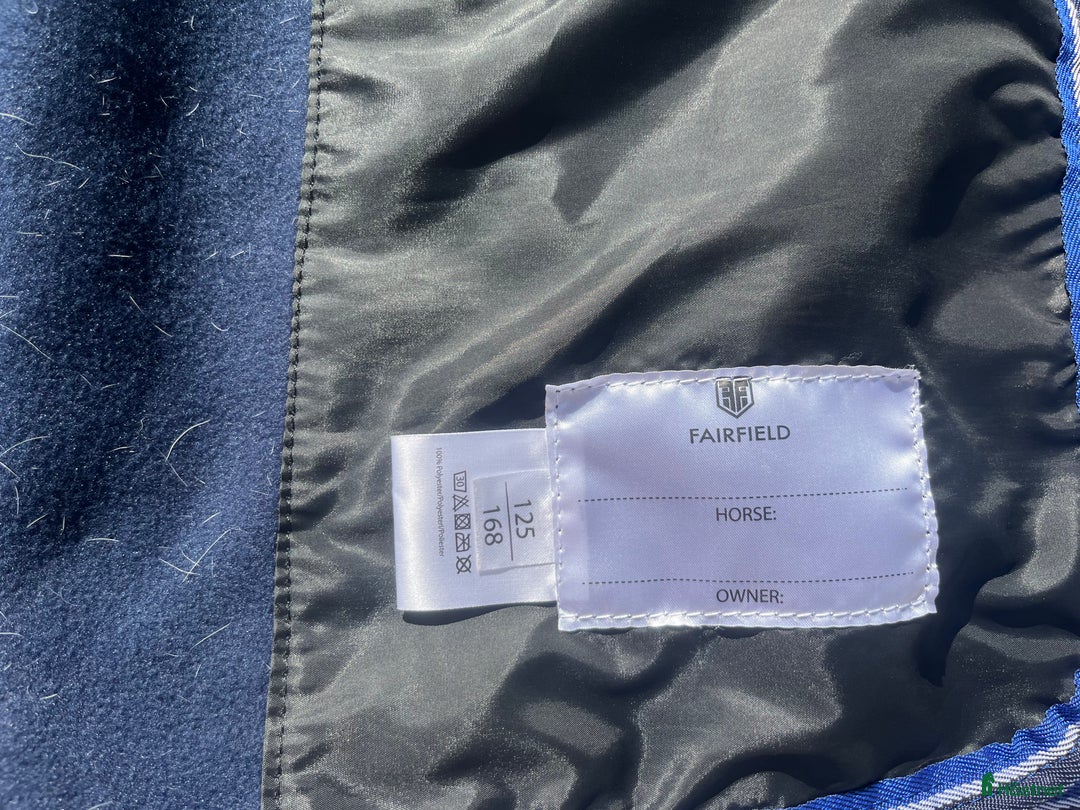 FAIRFIELD
HORSE:
OWNER:
125
168
30
100% Polyester/Polyester/Poliester